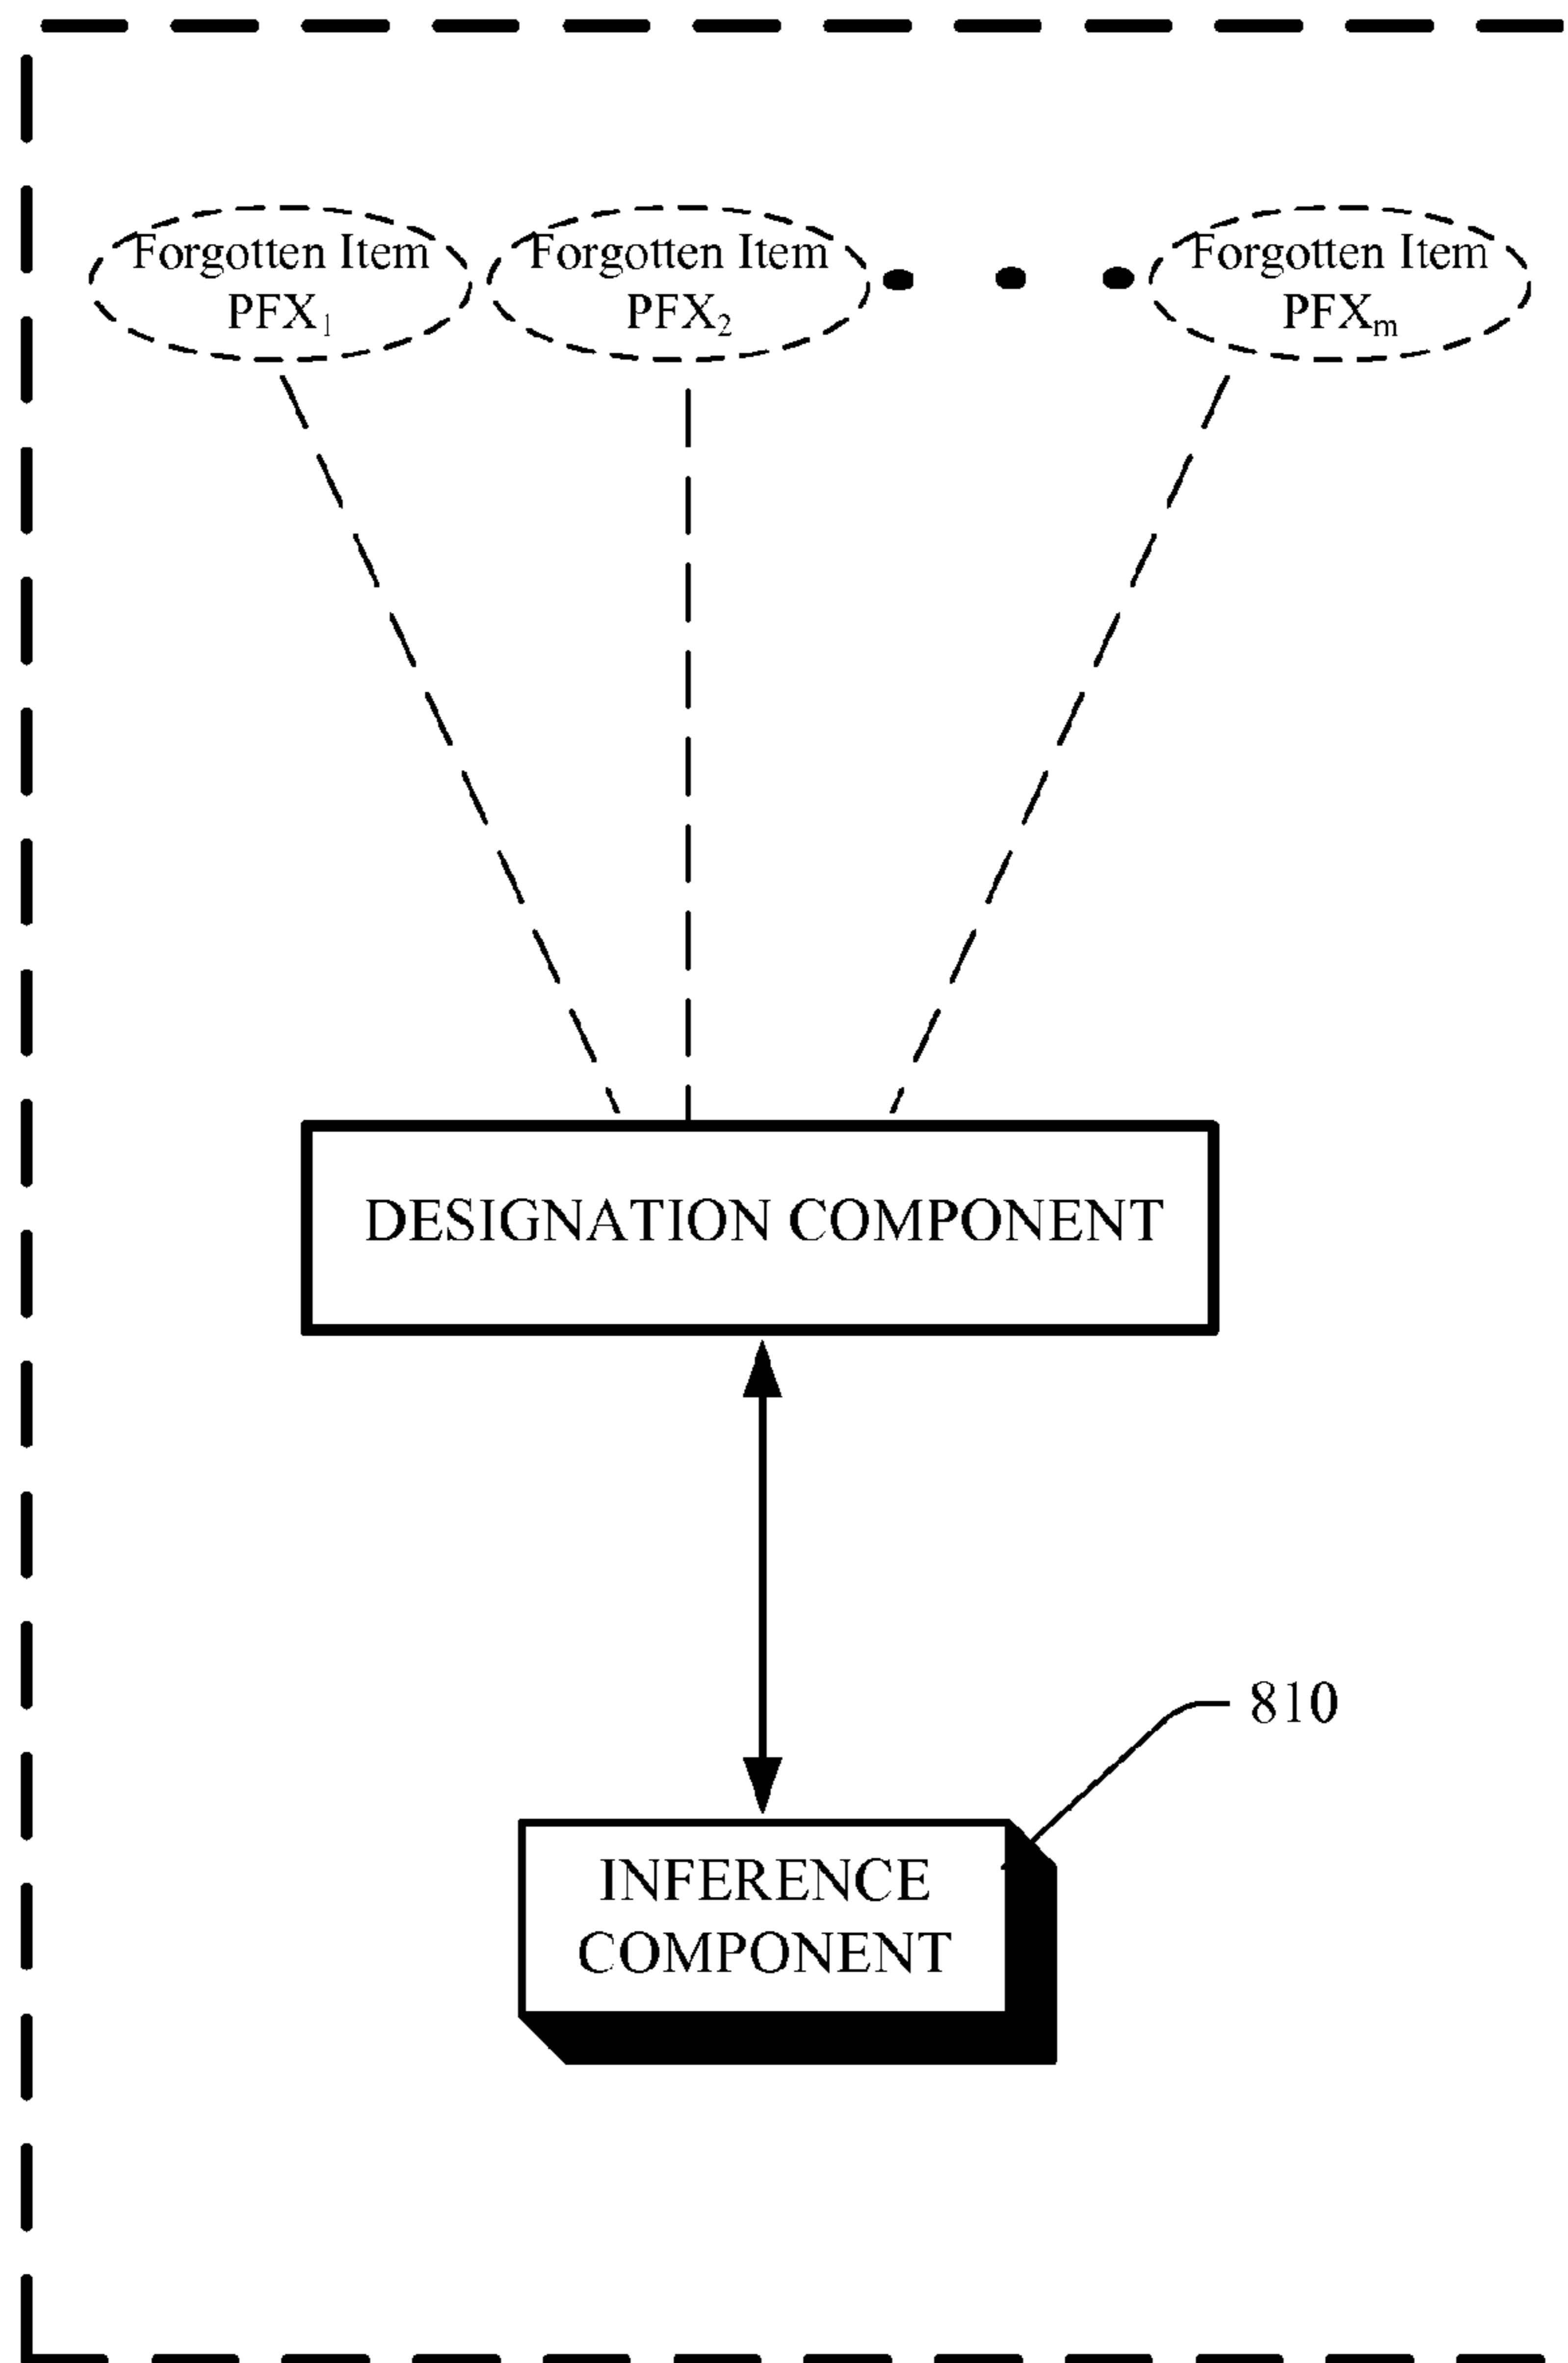 Forgotten Item
PFX₁
Forgotten Item
PFX₂
Forgotten Item
PFXₘ
DESIGNATION COMPONENT
810
INFERENCE
COMPONENT